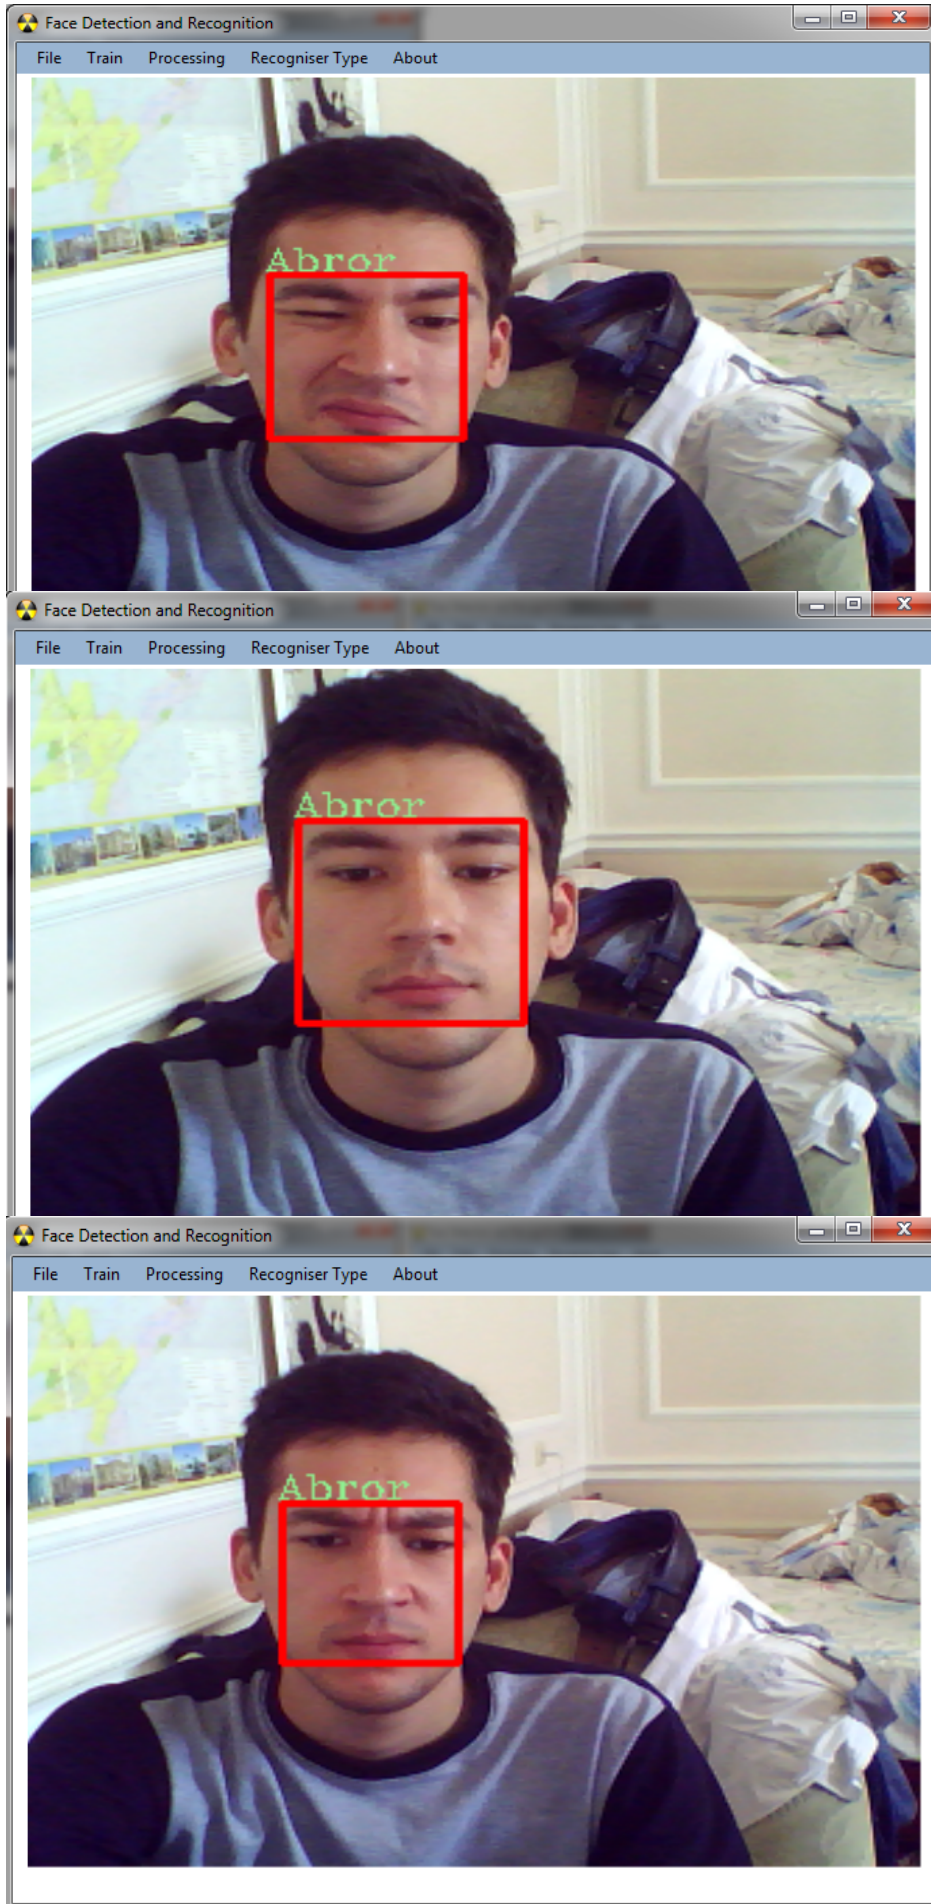 Face Detection and Recognition
File Train Processing Recogniser Type About
Abror
Face Detection and Recognition
File Train Processing Recogniser Type About
Abror
Face Detection and Recognition
File Train Processing Recogniser Type About
Abror